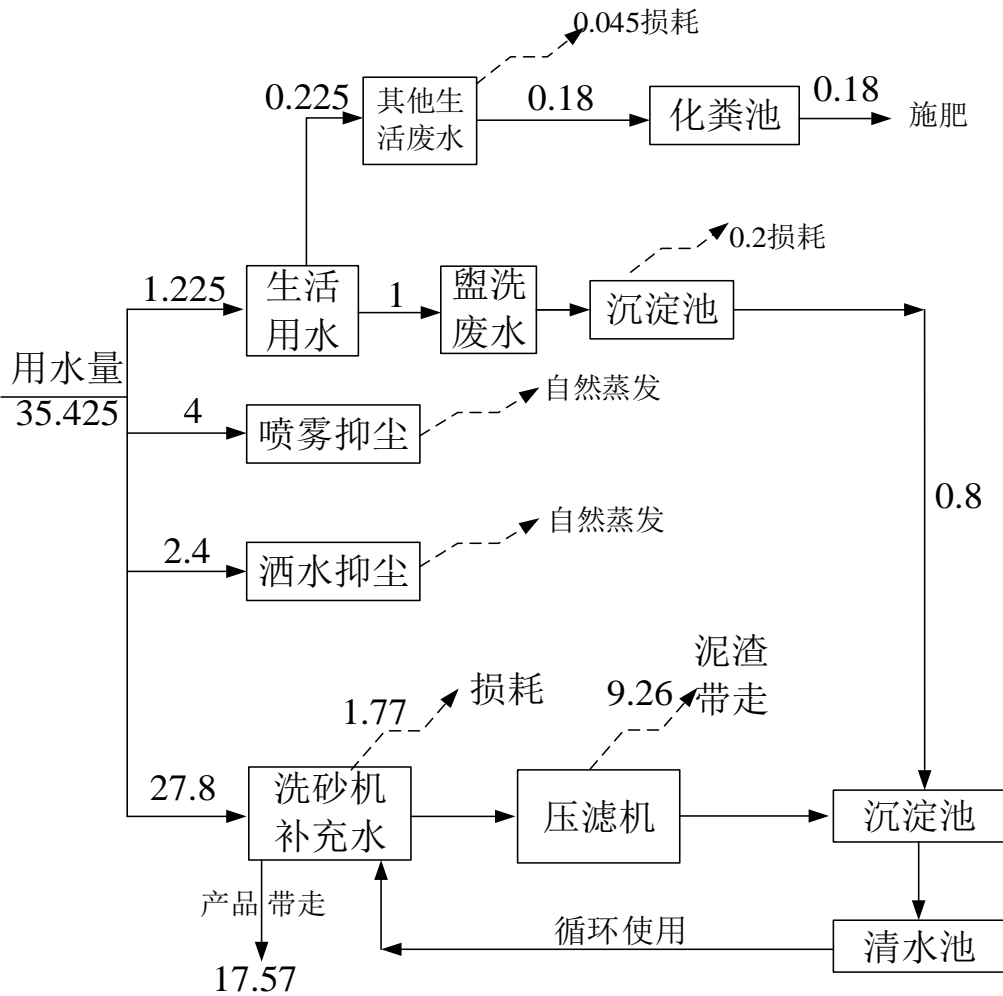 0.045损耗
0.225
其他生
活废水
0.18
化粪池
0.18
施肥
0.2损耗
1.225
生活
用水
1
盥洗
废水
沉淀池
用水量
35.425
4
喷雾抑尘
自然蒸发
0.8
2.4
洒水抑尘
自然蒸发
泥渣
带走
9.26
损耗
1.77
27.8
洗砂机
补充水
压滤机
沉淀池
产品 带走
17.57
循环使用
清水池